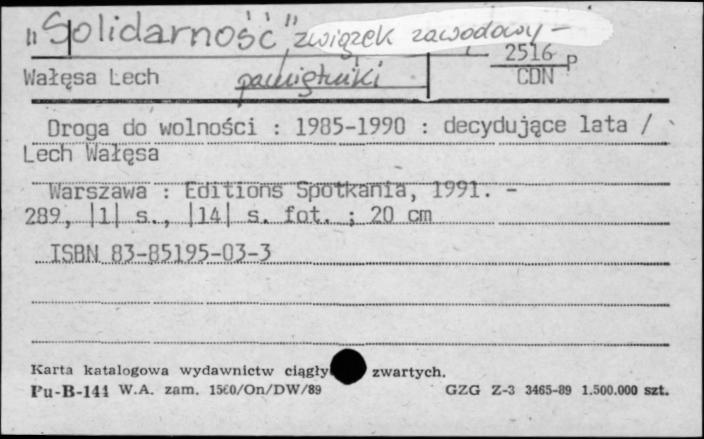 „Solidarność", związek zawodowy –
pamiętniki
Wałęsa Lech
2516 P
CDN
Droga do wolności : 1985-1990 : decydujące lata /
Lech Wałęsa
Warszawa : Editions Spotkania, 1991. -
289, |1| s., |14| s. fot. ; 20 cm
ISBN 83-85195-03-3
Karta katalogowa wydawnictw ciągły zwartych.
Pu-B-144 W.A. zam. 1560/On/DW/89 GZG Z-3 3465-89 1.500.000 szt.